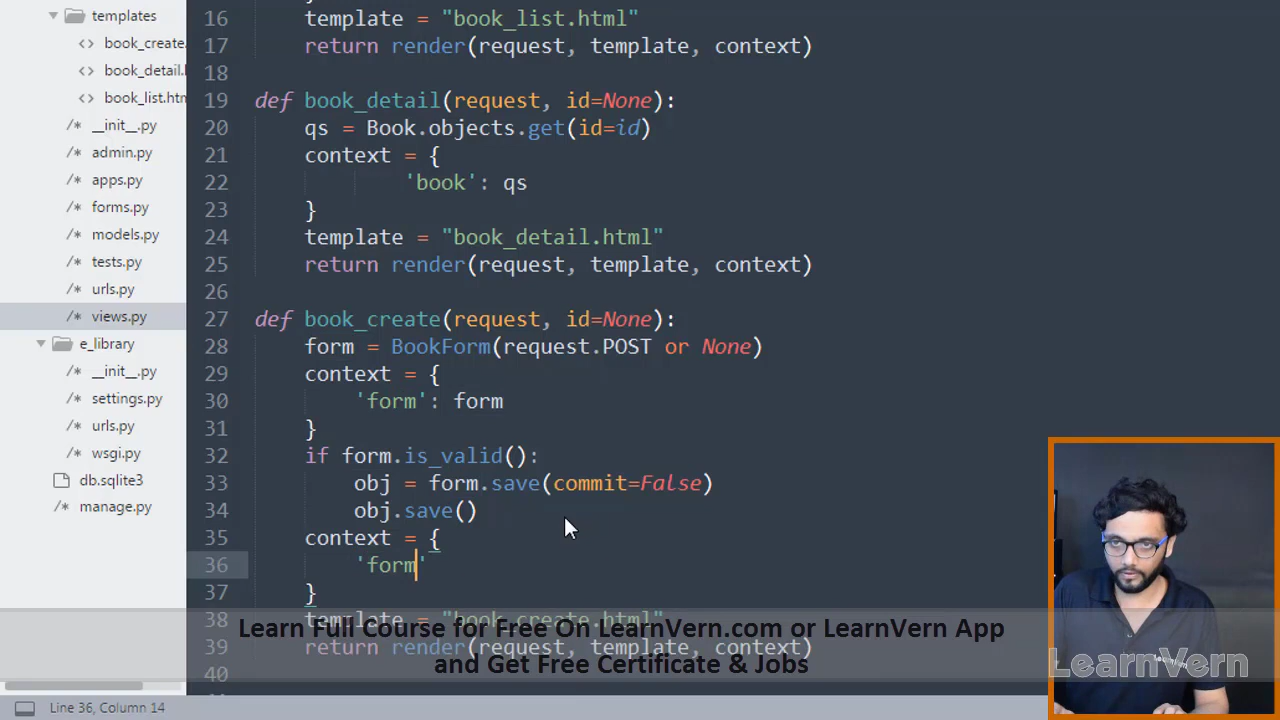 templates
book_create.
book_detail.l
book_list.htm
/* __init__.py
/* admin.py
/* apps.py
/* forms.py
/* models.py
/* tests.py
/* urls.py
/* views.py
e_library
/* __init__.py
/* settings.py
/* urls.py
/* wsgi.py
db.sqlite3
/* manage.py
16 template = "book_list.html"
17 return render(request, template, context)
18
19 def book_detail(request, id=None):
20 qs = Book.objects.get(id=id)
21 context = {
22 'book': qs
23 }
24 template = "book_detail.html"
25 return render(request, template, context)
26
27 def book_create(request, id=None):
28 form = BookForm(request.POST or None)
29 context = {
30 'form': form
31 }
32 if form.is_valid():
33 obj = form.save(commit=False)
34 obj.save()
35 context = {
36 'form'
37 }
38 template = "book_create.html"
39 return render(request, template, context)
40
Learn Full Course for Free On LearnVern.com or LearnVern App
and Get Free Certificate & Jobs
LearnVern
Line 36, Column 14